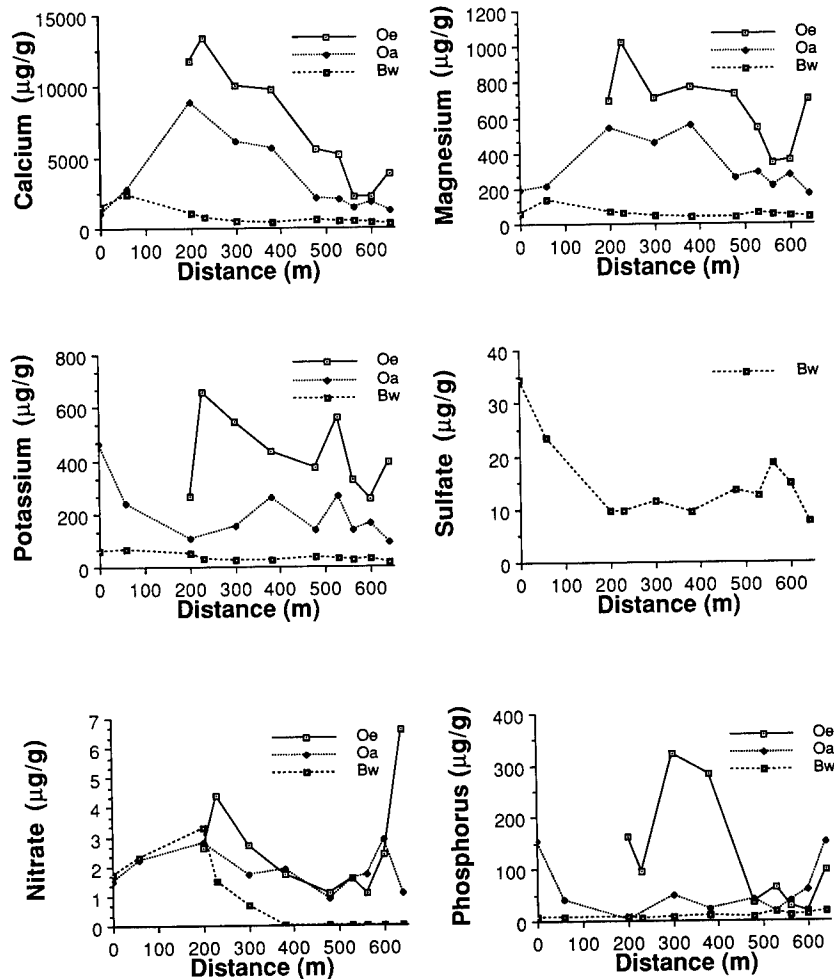 Calcium (µg/g)
15000
10000
5000
0
0 100 200 300 400 500 600
Distance (m)
Oe
Oa
Bw
Magnesium (µg/g)
1200
1000
800
600
400
200
0
0 100 200 300 400 500 600
Distance (m)
Oe
Oa
Bw
Potassium (µg/g)
800
600
400
200
0
0 100 200 300 400 500 600
Distance (m)
Oe
Oa
Bw
Sulfate (µg/g)
40
30
20
10
0
0 100 200 300 400 500 600
Distance (m)
Bw
Nitrate (µg/g)
7
6
5
4
3
2
1
0
0 100 200 300 400 500 600
Distance (m)
Oe
Oa
Bw
Phosphorus (µg/g)
400
300
200
100
0
0 100 200 300 400 500 600
Distance (m)
Oe
Oa
Bw